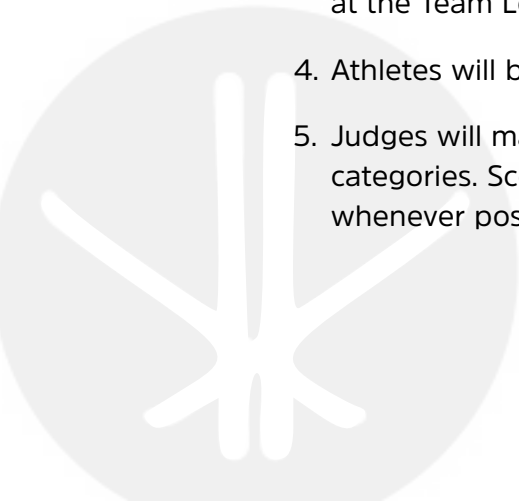 at the Team
4. Athletes will
5. Judges will
categories.
whenever